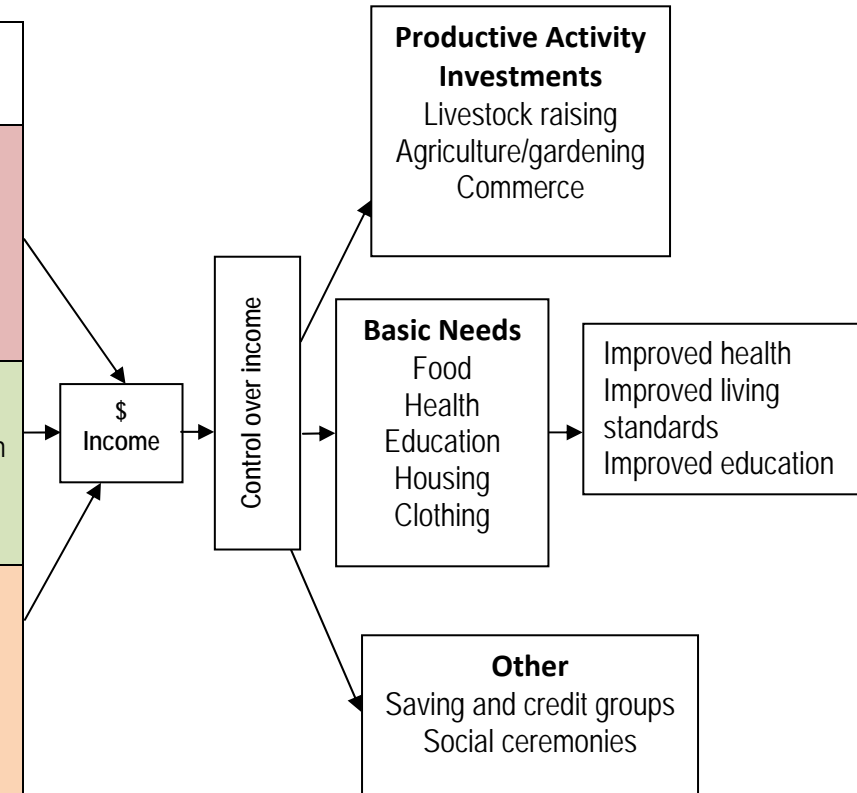 Productive Activity
Investments
Livestock raising
Agriculture/gardening
Commerce
$
Income
Control over income
Basic Needs
Food
Health
Education
Housing
Clothing
Improved health
Improved living
standards
Improved education
Other
Saving and credit groups
Social ceremonies